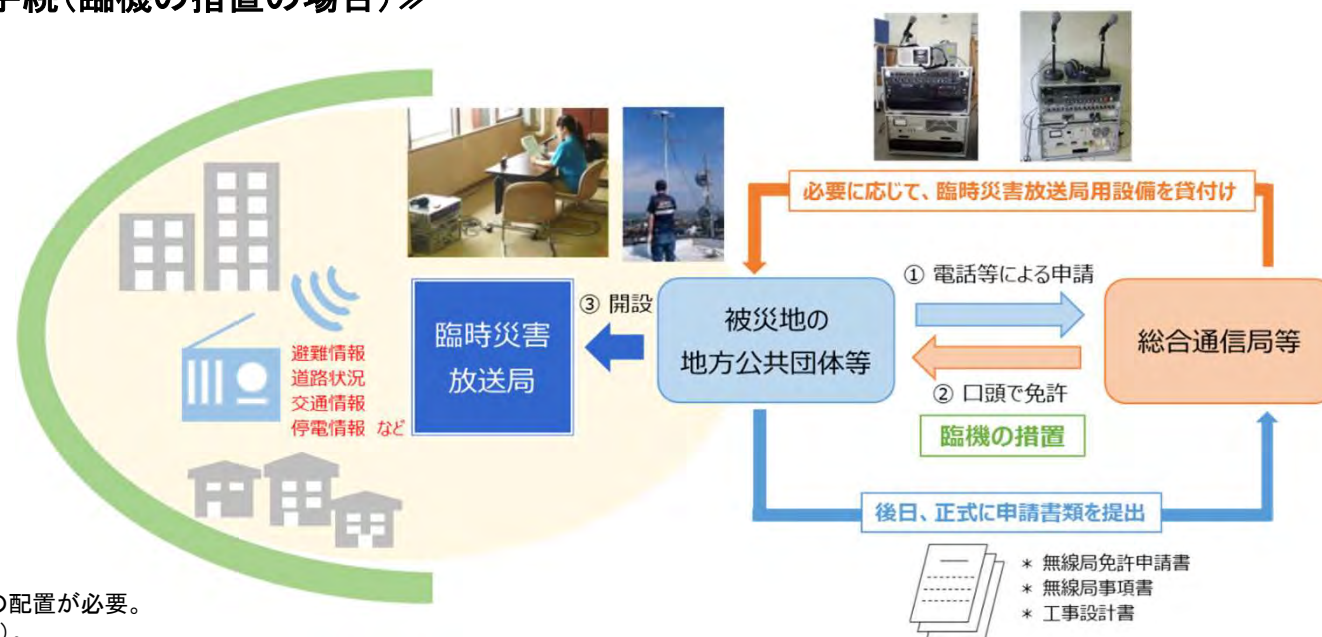 手続（臨機の措置の場合）≫
必要に応じて、臨時災害放送局用設備を貸付け
① 電話等による申請
③ 開設
臨時災害
放送局
被災地の
地方公共団体等
総合通信局等
避難情報
道路状況
交通情報
停電情報 など
② 口頭で免許
臨機の措置
後日、正式に申請書類を提出
* 無線局免許申請書
* 無線局事項書
* 工事設計書
の配置が必要。
)。